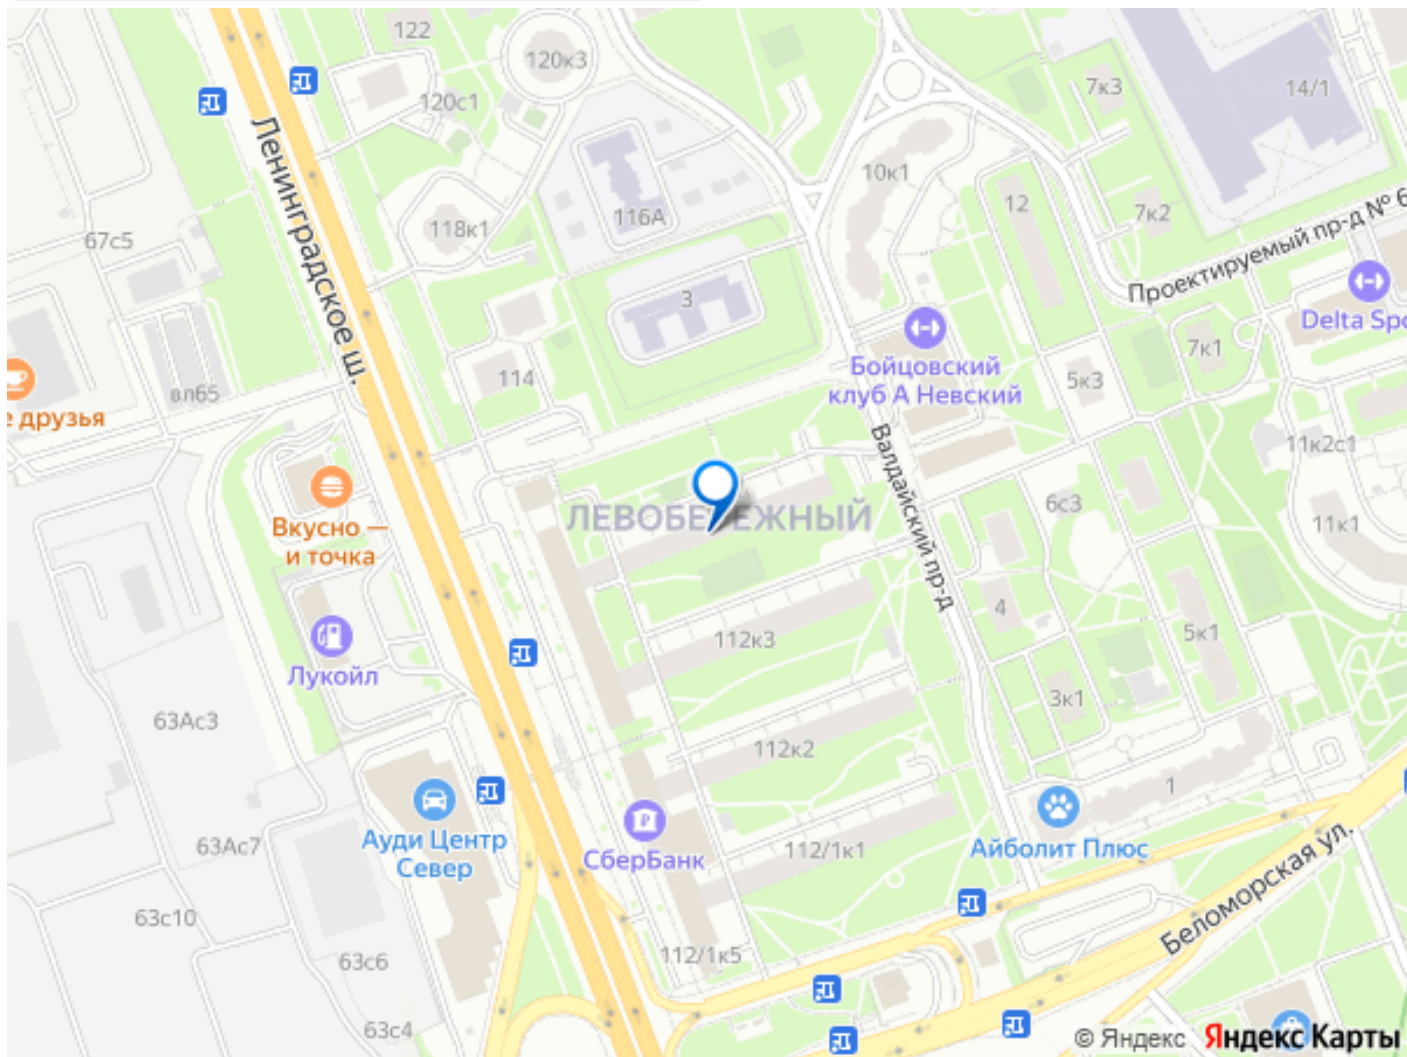 122
120к3
7к3
14/1
120с1
Ленинградское ш.
10к1
116А
12
7к2
118к1
67с5
Проектируемый пр-д № 6
3
Delta Spo
7к1
Бойцовский
клуб А Невский
114
5к3
вл65
е друзья
Валдайский пр-д
11к2с1
6с3
ЛЕВОБЕРЕЖНЫЙ
Вкусно —
и точка
11к1
4
112к3
5к1
Лукойл
3к1
63Ас3
112к2
1
Ауди Центр
Север
63Ас7
СберБанк
112/1к1
Айболит Плюс
Беломорская ул.
63с10
112/1к5
63с6
63с4
© Яндекс Яндекс Карты